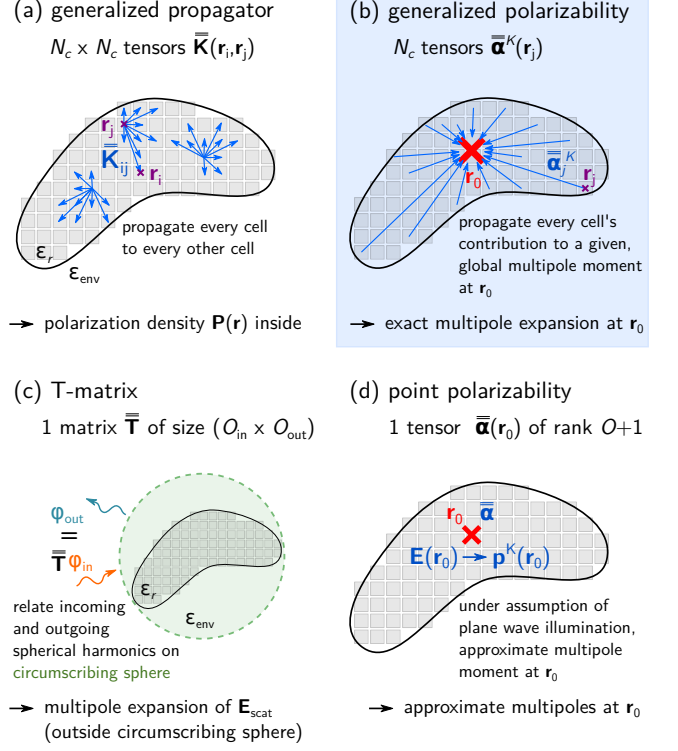 (a) generalized propagator
N_c x N_c tensors K̿(r_i,r_j)
r_j
K̿_ij
r_i
propagate every cell
to every other cell
ε_r
ε_env
→ polarization density P(r) inside
(b) generalized polarizability
N_c tensors α̿^K(r_j)
α̿_j^K
r_j
r_0
propagate every cell's
contribution to a given,
global multipole moment
at r_0
→ exact multipole expansion at r_0
(c) T-matrix
1 matrix T̿ of size (O_in x O_out)
φ_out
=
T̿φ_in
ε_r
ε_env
relate incoming
and outgoing
spherical harmonics on
circumscribing sphere
→ multipole expansion of E_scat
(outside circumscribing sphere)
(d) point polarizability
1 tensor α̿(r_0) of rank O+1
r_0 α̿
E(r_0)→p^K(r_0)
under assumption of
plane wave illumination,
approximate multipole
moment at r_0
→ approximate multipoles at r_0